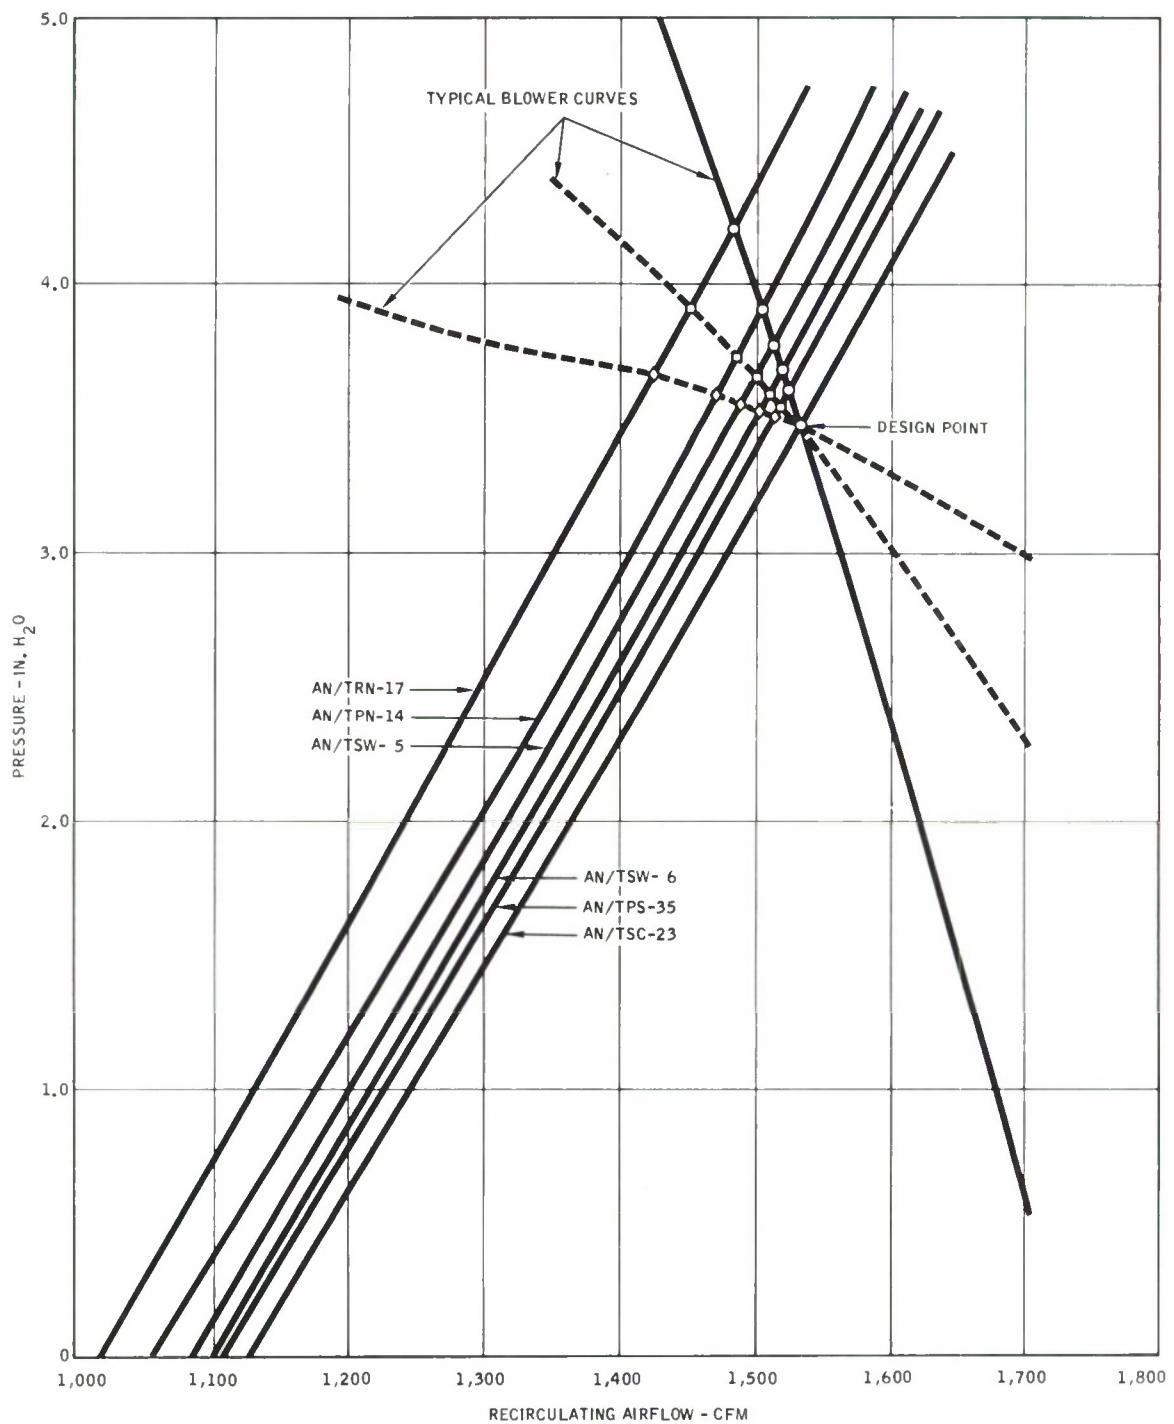 5.0
TYPICAL BLOWER CURVES
4.0
DESIGN POINT
3.0
PRESSURE - IN. H2O
AN/TRN-17
AN/TPN-14
AN/TSW- 5
2.0
AN/TSW- 6
AN/TPS-35
AN/TSC-23
1.0
0
1,000 1,100 1,200 1,300 1,400 1,500 1,600 1,700 1,800
RECIRCULATING AIRFLOW - CFM